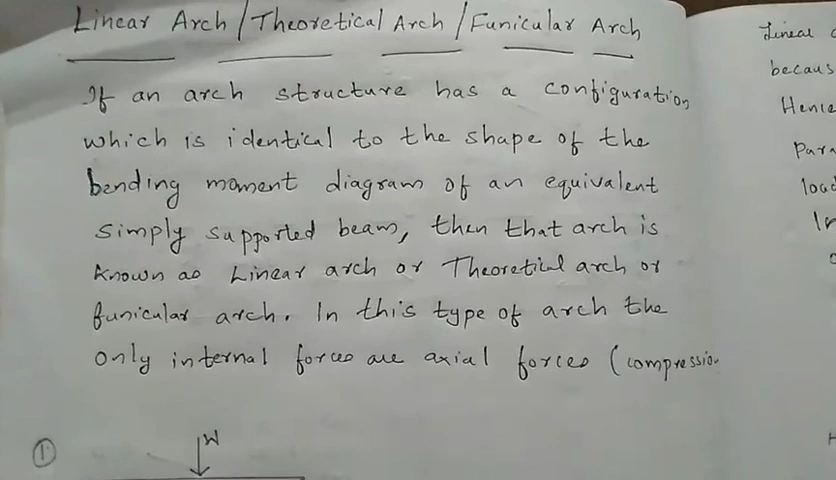 Linear Arch/Theoretical Arch/Funicular Arch
If an arch structure has a configuration
which is identical to the shape of the
bending moment diagram of an equivalent
simply supported beam, then that arch is
known as Linear arch or Theoretical arch or
funicular arch. In this type of arch the
only internal forces are axial forces (compression
① W
Lineal
becaus
Hence
Para
load
In
H